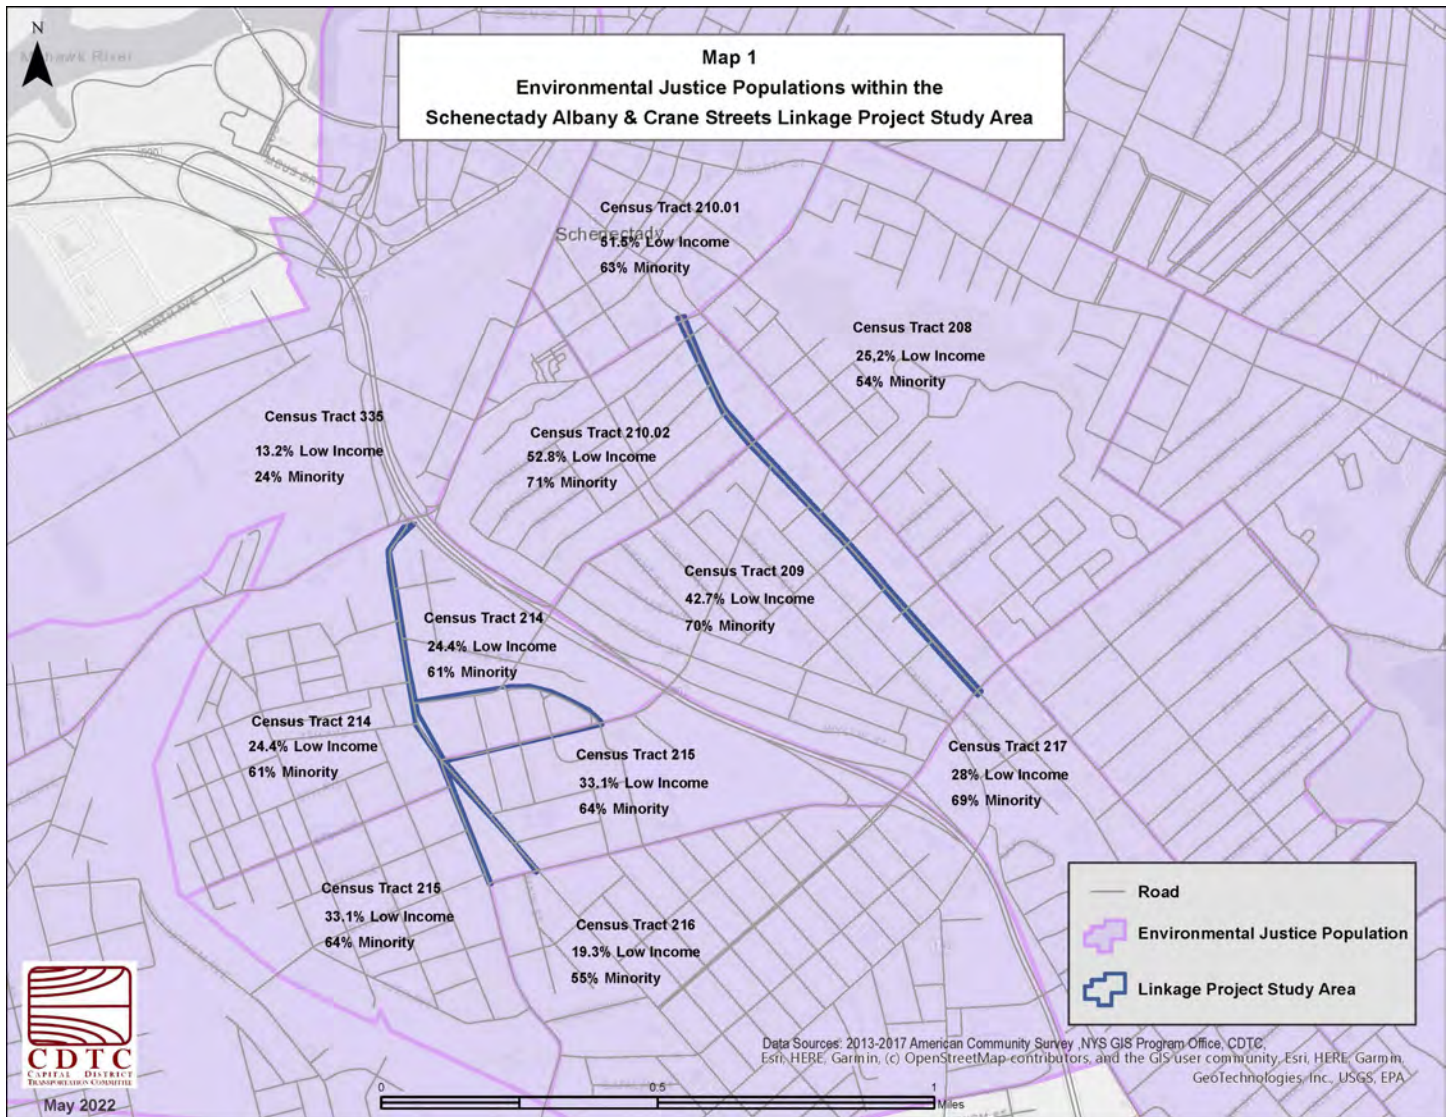 N
Mohawk River
Map 1
Environmental Justice Populations within the
Schenectady Albany & Crane Streets Linkage Project Study Area
Census Tract 210.01
Schenectady
51.5% Low Income
63% Minority
Census Tract 208
25,2% Low Income
54% Minority
Census Tract 335
13.2% Low Income
24% Minority
Census Tract 210.02
52.8% Low Income
71% Minority
Census Tract 209
42.7% Low Income
70% Minority
Census Tract 214
24.4% Low Income
61% Minority
Census Tract 214
24.4% Low Income
61% Minority
Census Tract 215
33.1% Low Income
64% Minority
Census Tract 217
28% Low Income
69% Minority
Census Tract 215
33.1% Low Income
64% Minority
Census Tract 216
19.3% Low Income
55% Minority
Road
Environmental Justice Population
Linkage Project Study Area
CDTC
CAPITAL DISTRICT
TRANSPORTATION COMMITTEE
May 2022
0 0.5 1
Miles
Data Sources: 2013-2017 American Community Survey ,NYS GIS Program Office, CDTC,
Esri, HERE, Garmin, (c) OpenStreetMap contributors, and the GIS user community, Esri, HERE, Garmin,
GeoTechnologies, Inc., USGS, EPA